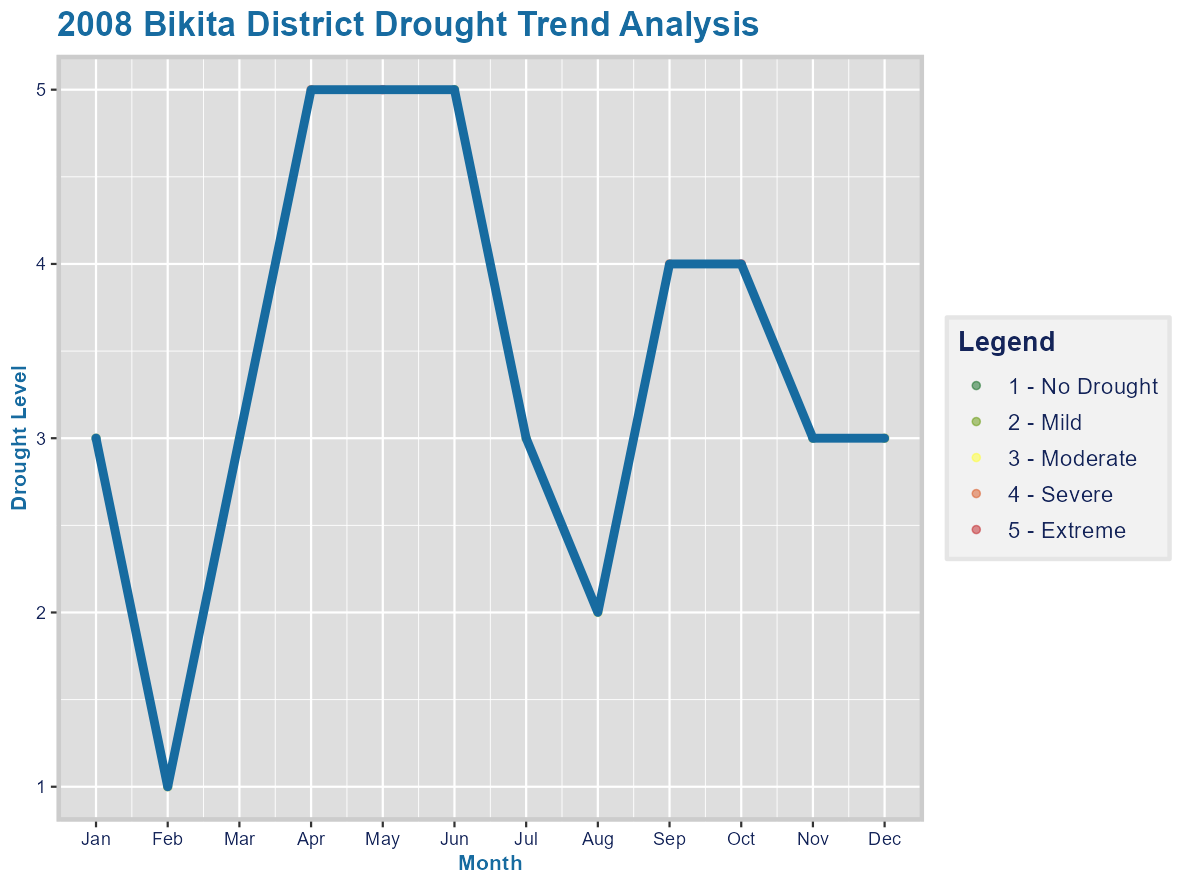 2008 Bikita District Drought Trend Analysis
Drought Level
5
4
3
2
1
Jan Feb Mar Apr May Jun Jul Aug Sep Oct Nov Dec
Month
Legend
1 - No Drought
2 - Mild
3 - Moderate
4 - Severe
5 - Extreme